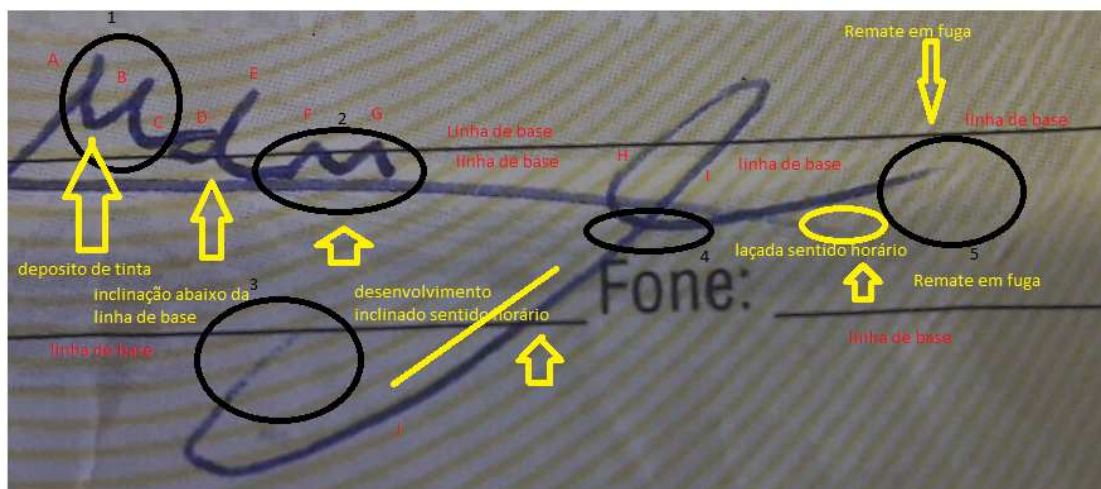 1
Remate em fuga
A B E
C D F 2 G Linha de base linha de base
linha de base H I linha de base
deposito de tinta
laçada sentido horário
4 5
inclinação abaixo da
linha de base
3
desenvolvimento
inclinado sentido horário
Fone:
Remate em fuga
linha de base
linha de base